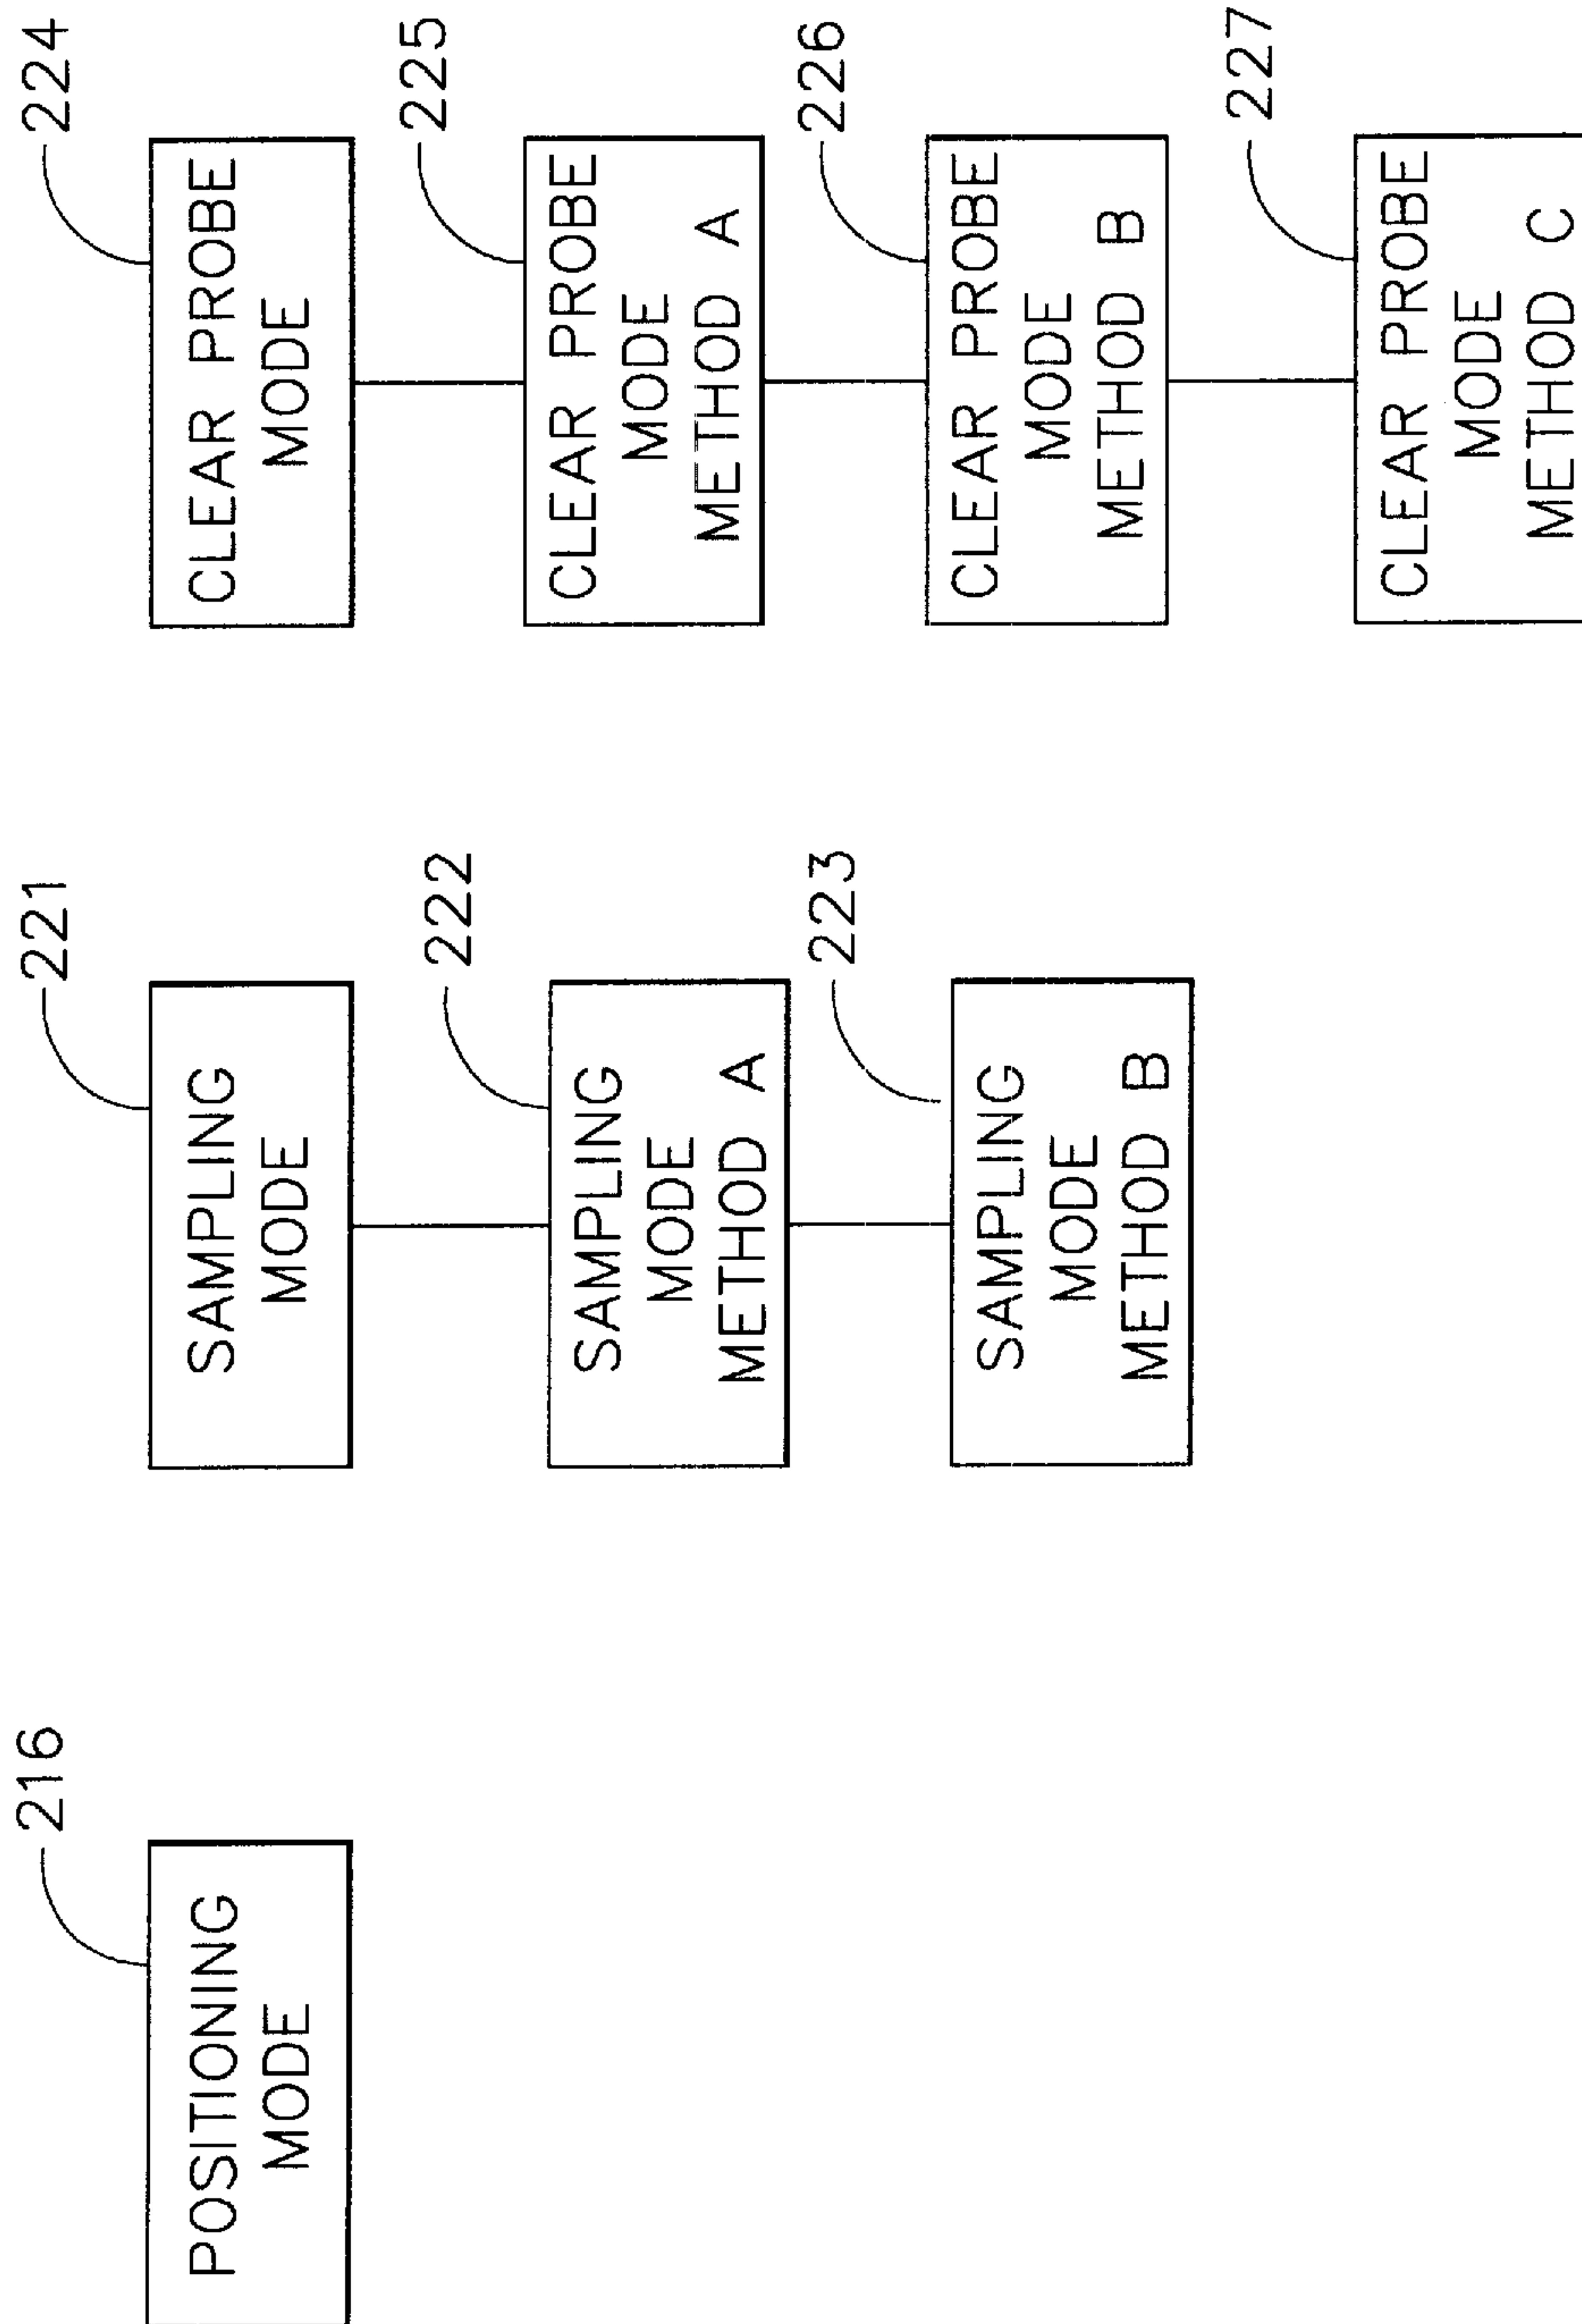 216
POSITIONING
MODE
221
SAMPLING
MODE
222
SAMPLING
MODE
METHOD A
223
SAMPLING
MODE
METHOD B
224
CLEAR PROBE
MODE
225
CLEAR PROBE
MODE
METHOD A
226
CLEAR PROBE
MODE
METHOD B
227
CLEAR PROBE
MODE
METHOD C